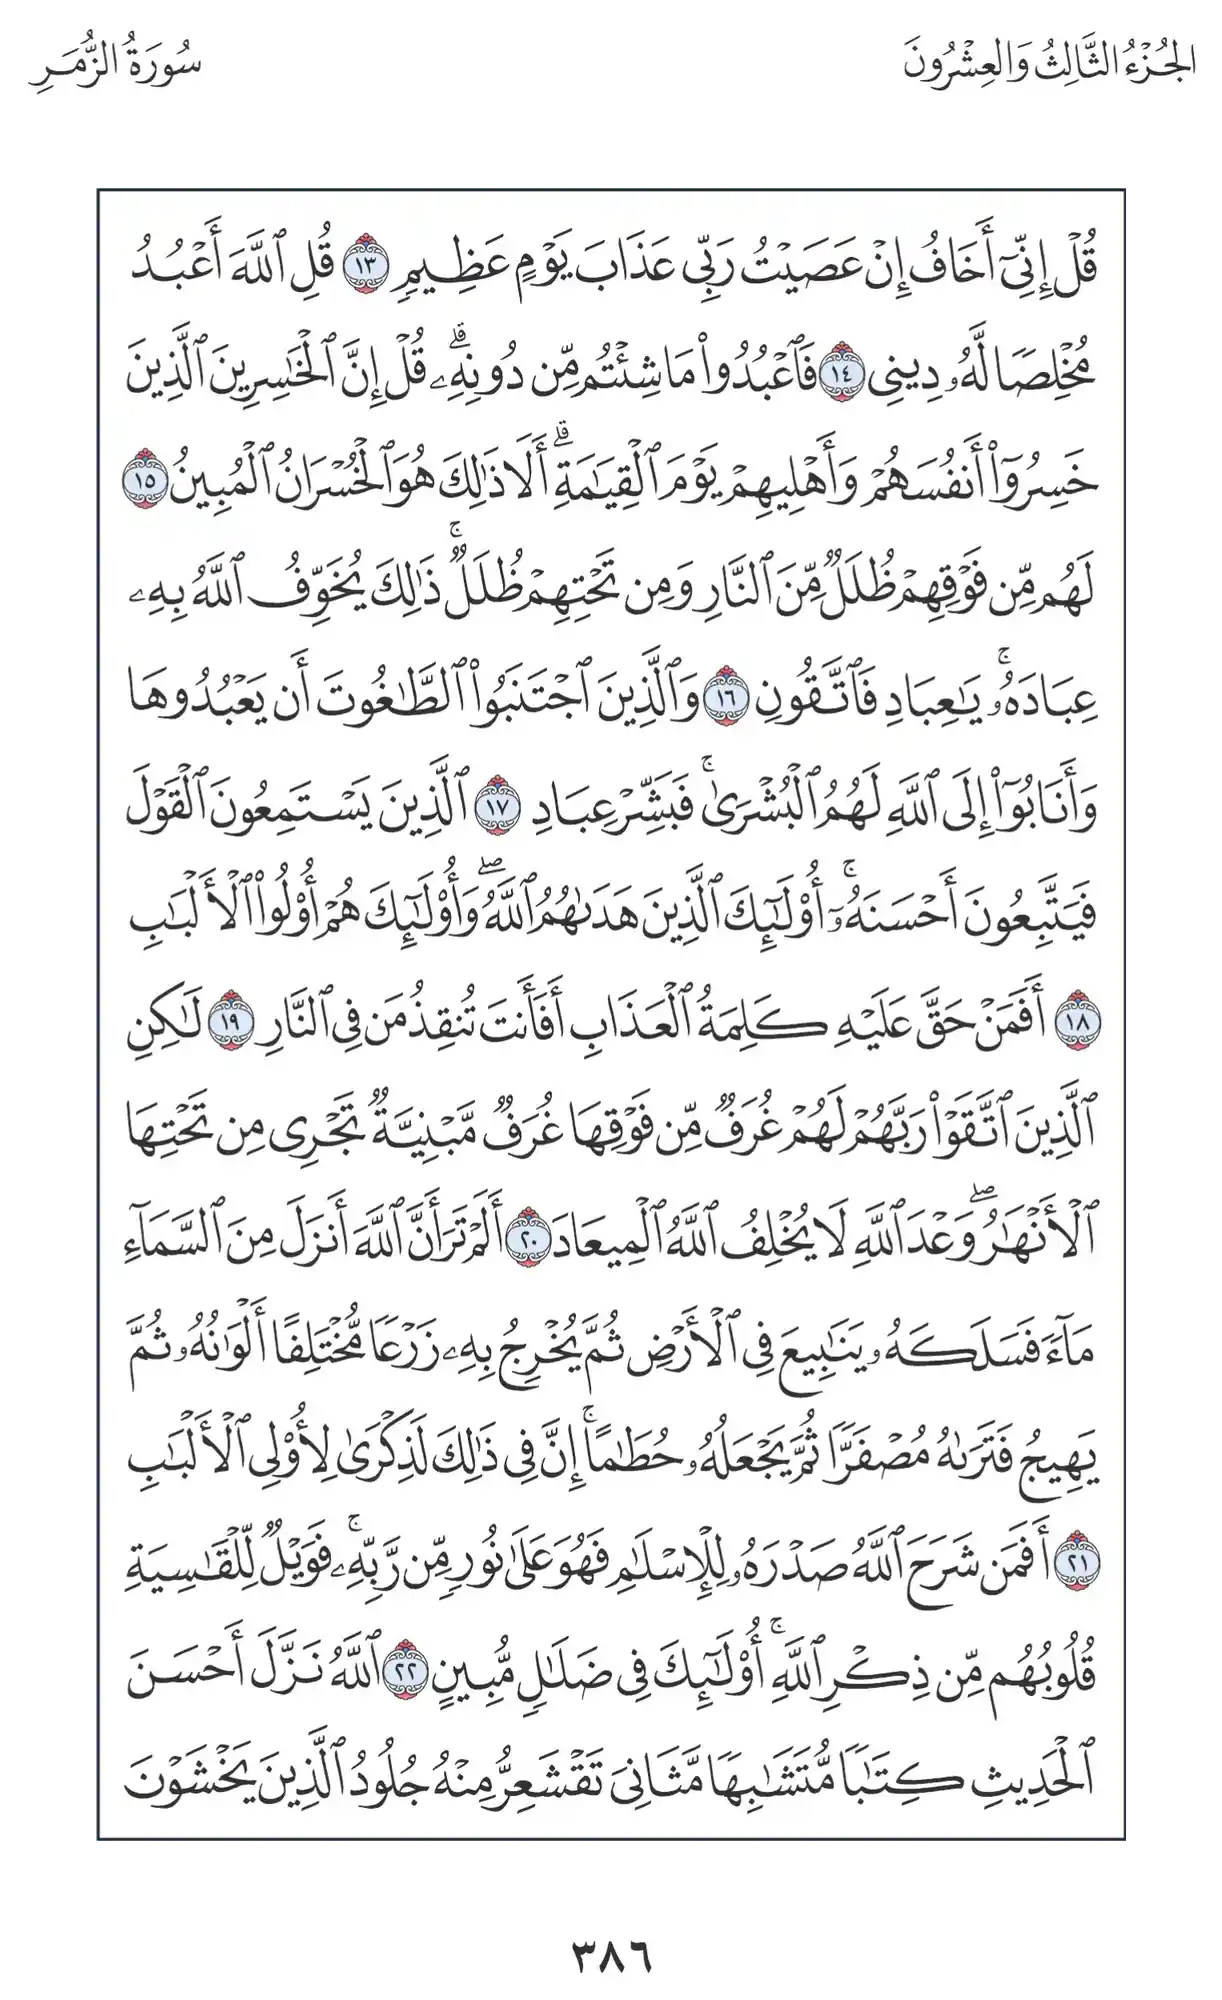 الجُزْءُ الثَّالِثُ وَالعِشْرُونَ
سُورَةُ الزُّمَرِ
قُلۡ إِنِّيٓ أَخَافُ إِنۡ عَصَيۡتُ رَبِّي عَذَابَ يَوۡمٍ عَظِيمٖ ١٣ قُلِ ٱللَّهَ أَعۡبُدُ
مُخۡلِصٗا لَّهُۥ دِينِي ١٤ فَٱعۡبُدُواْ مَا شِئۡتُم مِّن دُونِهِۦۗ قُلۡ إِنَّ ٱلۡخَٰسِرِينَ ٱلَّذِينَ
خَسِرُوٓاْ أَنفُسَهُمۡ وَأَهۡلِيهِمۡ يَوۡمَ ٱلۡقِيَٰمَةِۗ أَلَا ذَٰلِكَ هُوَ ٱلۡخُسۡرَانُ ٱلۡمُبِينُ ١٥
لَهُم مِّن فَوۡقِهِمۡ ظُلَلٞ مِّنَ ٱلنَّارِ وَمِن تَحۡتِهِمۡ ظُلَلٞۚ ذَٰلِكَ يُخَوِّفُ ٱللَّهُ بِهِۦ
عِبَادَهُۥۚ يَٰعِبَادِ فَٱتَّقُونِ ١٦ وَٱلَّذِينَ ٱجۡتَنَبُواْ ٱلطَّٰغُوتَ أَن يَعۡبُدُوهَا
وَأَنَابُوٓاْ إِلَى ٱللَّهِ لَهُمُ ٱلۡبُشۡرَىٰۚ فَبَشِّرۡ عِبَادِ ١٧ ٱلَّذِينَ يَسۡتَمِعُونَ ٱلۡقَوۡلَ
فَيَتَّبِعُونَ أَحۡسَنَهُۥٓۚ أُوْلَٰٓئِكَ ٱلَّذِينَ هَدَىٰهُمُ ٱللَّهُۖ وَأُوْلَٰٓئِكَ هُمۡ أُوْلُواْ ٱلۡأَلۡبَٰبِ
١٨ أَفَمَنۡ حَقَّ عَلَيۡهِ كَلِمَةُ ٱلۡعَذَابِ أَفَأَنتَ تُنقِذُ مَن فِي ٱلنَّارِ ١٩ لَٰكِنِ
ٱلَّذِينَ ٱتَّقَوۡاْ رَبَّهُمۡ لَهُمۡ غُرَفٞ مِّن فَوۡقِهَا غُرَفٞ مَّبۡنِيَّةٞ تَجۡرِي مِن تَحۡتِهَا
ٱلۡأَنۡهَٰرُۖ وَعۡدَ ٱللَّهِ لَا يُخۡلِفُ ٱللَّهُ ٱلۡمِيعَادَ ٢٠ أَلَمۡ تَرَ أَنَّ ٱللَّهَ أَنزَلَ مِنَ ٱلسَّمَآءِ
مَآءٗ فَسَلَكَهُۥ يَنَٰبِيعَ فِي ٱلۡأَرۡضِ ثُمَّ يُخۡرِجُ بِهِۦ زَرۡعٗا مُّخۡتَلِفًا أَلۡوَٰنُهُۥ ثُمَّ
يَهِيجُ فَتَرَىٰهُ مُصۡفَرّٗا ثُمَّ يَجۡعَلُهُۥ حُطَٰمًاۚ إِنَّ فِي ذَٰلِكَ لَذِكۡرَىٰ لِأُوْلِي ٱلۡأَلۡبَٰبِ
٢١ أَفَمَن شَرَحَ ٱللَّهُ صَدۡرَهُۥ لِلۡإِسۡلَٰمِ فَهُوَ عَلَىٰ نُورٖ مِّن رَّبِّهِۦۚ فَوَيۡلٞ لِّلۡقَٰسِيَةِ
قُلُوبُهُم مِّن ذِكۡرِ ٱللَّهِۚ أُوْلَٰٓئِكَ فِي ضَلَٰلٖ مُّبِينٍ ٢٢ ٱللَّهُ نَزَّلَ أَحۡسَنَ
ٱلۡحَدِيثِ كِتَٰبٗا مُّتَشَٰبِهٗا مَّثَانِيَ تَقۡشَعِرُّ مِنۡهُ جُلُودُ ٱلَّذِينَ يَخۡشَوۡنَ
٣٨٦